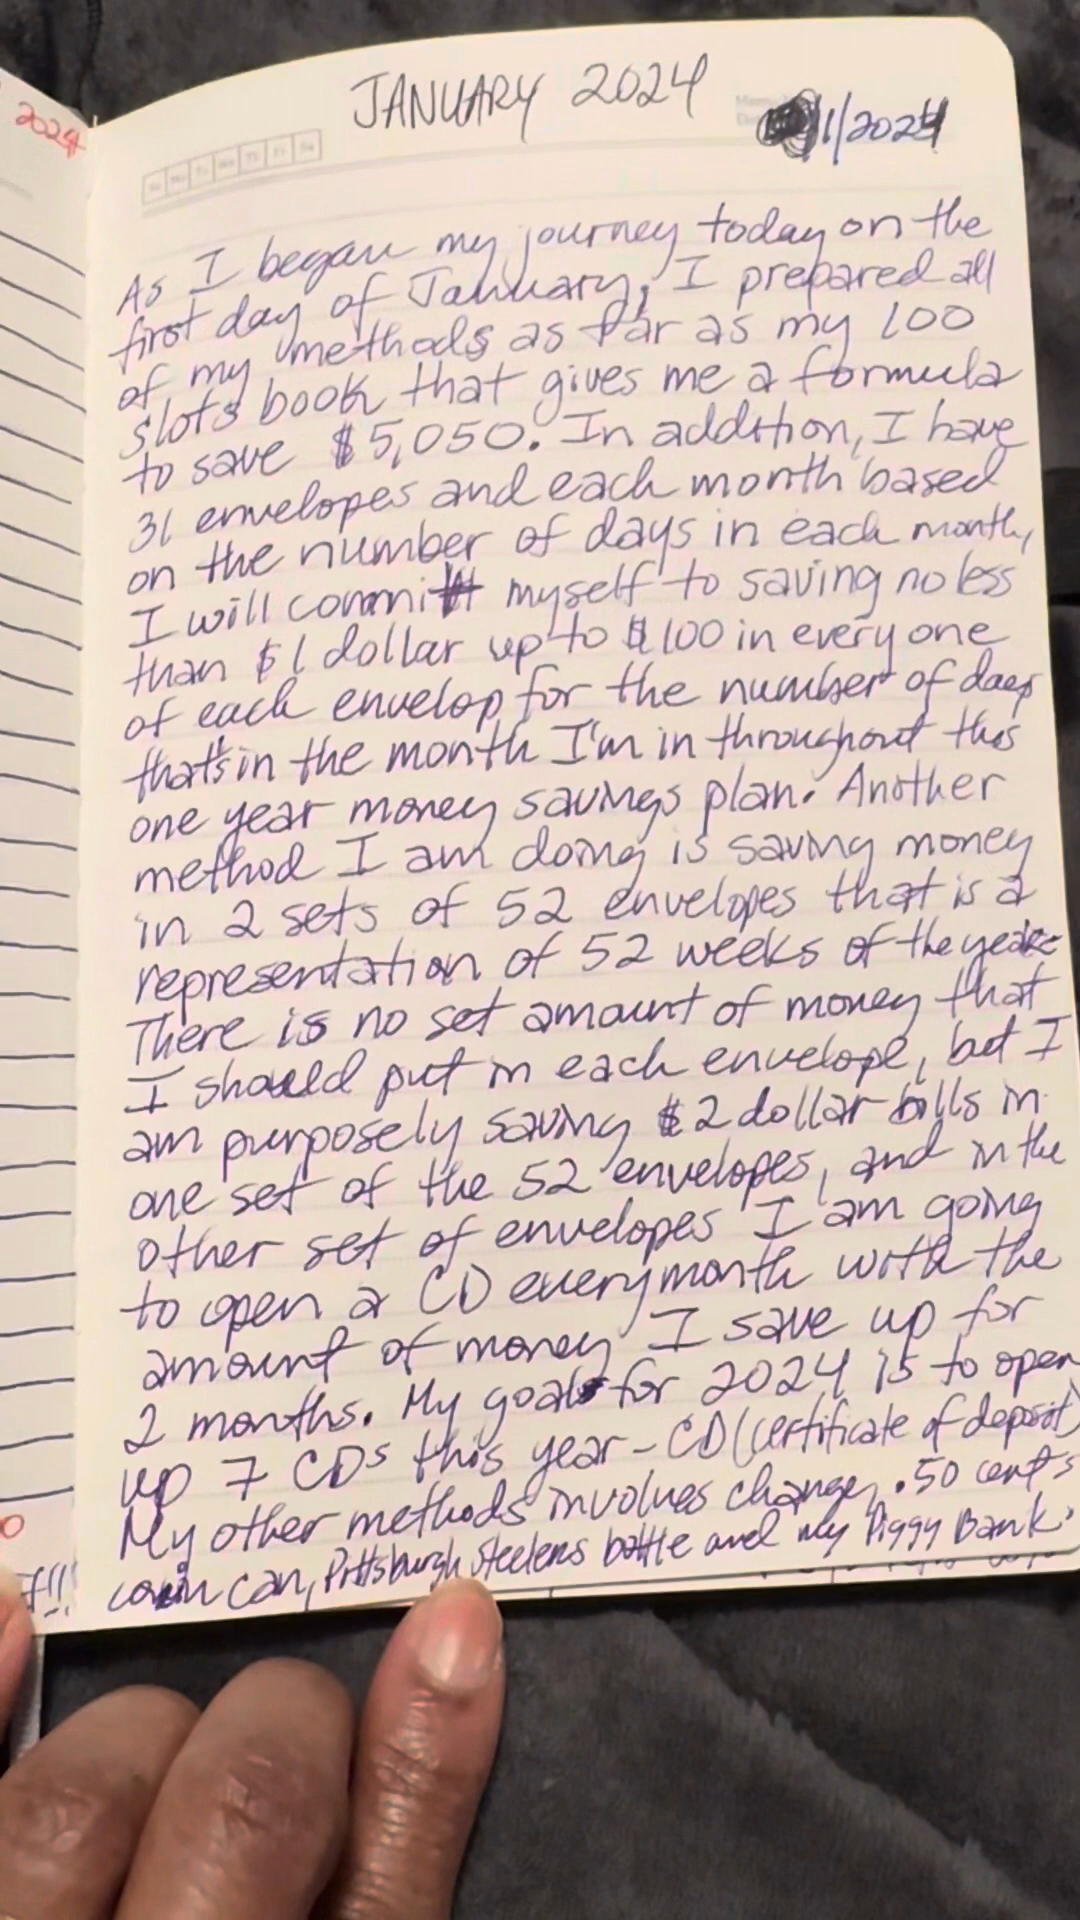 2024
JANUARY 2024
1/2024
Su Mo Tu We Th Fr Sa
As I began my journey today on the
first day of January, I prepared all
of my methods as far as my 100
slots book that gives me a formula
to save $5,050. In addition, I have
31 envelopes and each month based
on the number of days in each month,
I will commit myself to saving no less
than $1 dollar up to $100 in every one
of each envelop for the number of days
that's in the month I'm in throughout this
one year money savings plan. Another
method I am doing is saving money
in 2 sets of 52 envelopes that is a
representation of 52 weeks of the year.
There is no set amount of money that
I should put in each envelope, but I
am purposely saving $2 dollar bills in
one set of the 52 envelopes, and in the
other set of envelopes I am going
to open a CD every month with the
amount of money I save up for
2 months. My goal for 2024 is to open
up 7 CDs this year - CD (certificate of deposit)
My other methods involves change, .50 cents
coin can, Pittsburgh Steelers bottle and my Piggy Bank.